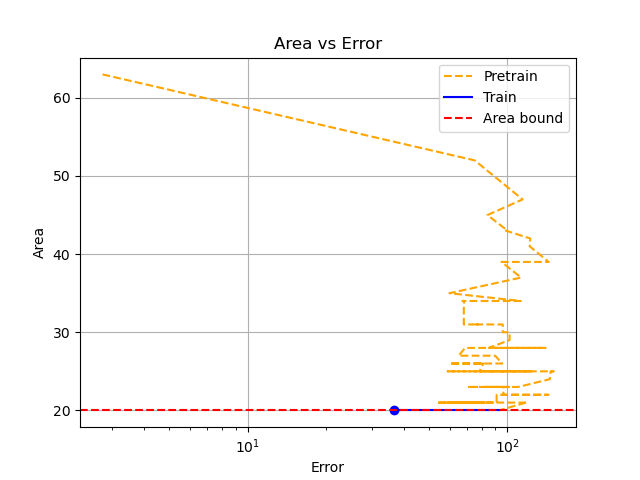 Area vs Error
Pretrain
Train
Area bound
60
50
40
30
20
Area
10¹
10²
Error